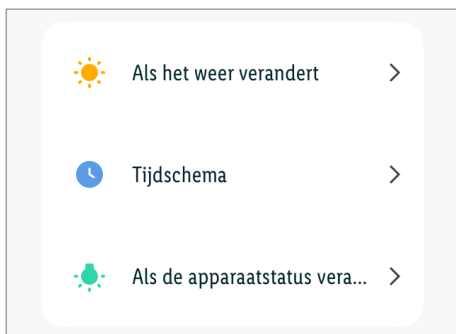 Als het weer verandert
Tijdschema
Als de apparaatstatus vera...